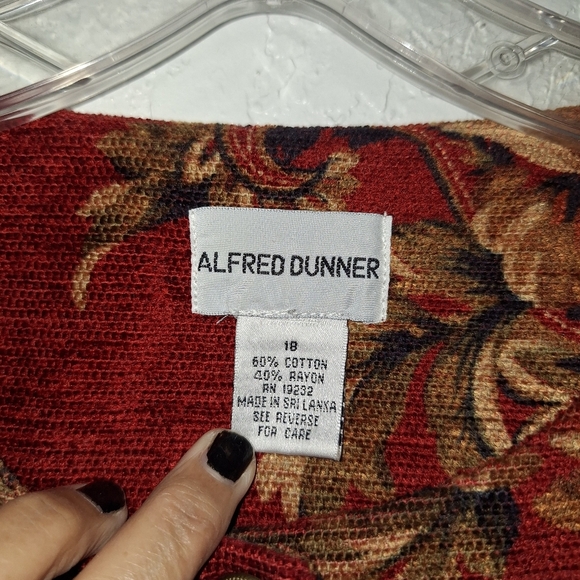 ALFRED DUNNER
18
60% COTTON
40% RAYON
RN 19232
MADE IN SRI LANKA
SEE REVERSE
FOR CARE